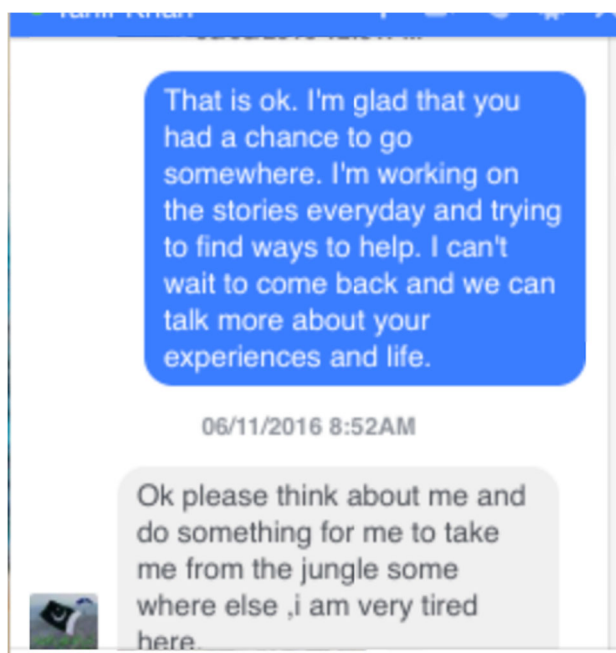 Khan
That is ok. I'm glad that you
had a chance to go
somewhere. I'm working on
the stories everyday and trying
to find ways to help. I can't
wait to come back and we can
talk more about your
experiences and life.
06/11/2016 8:52AM
Ok please think about me and
do something for me to take
me from the jungle some
where else ,i am very tired
here.